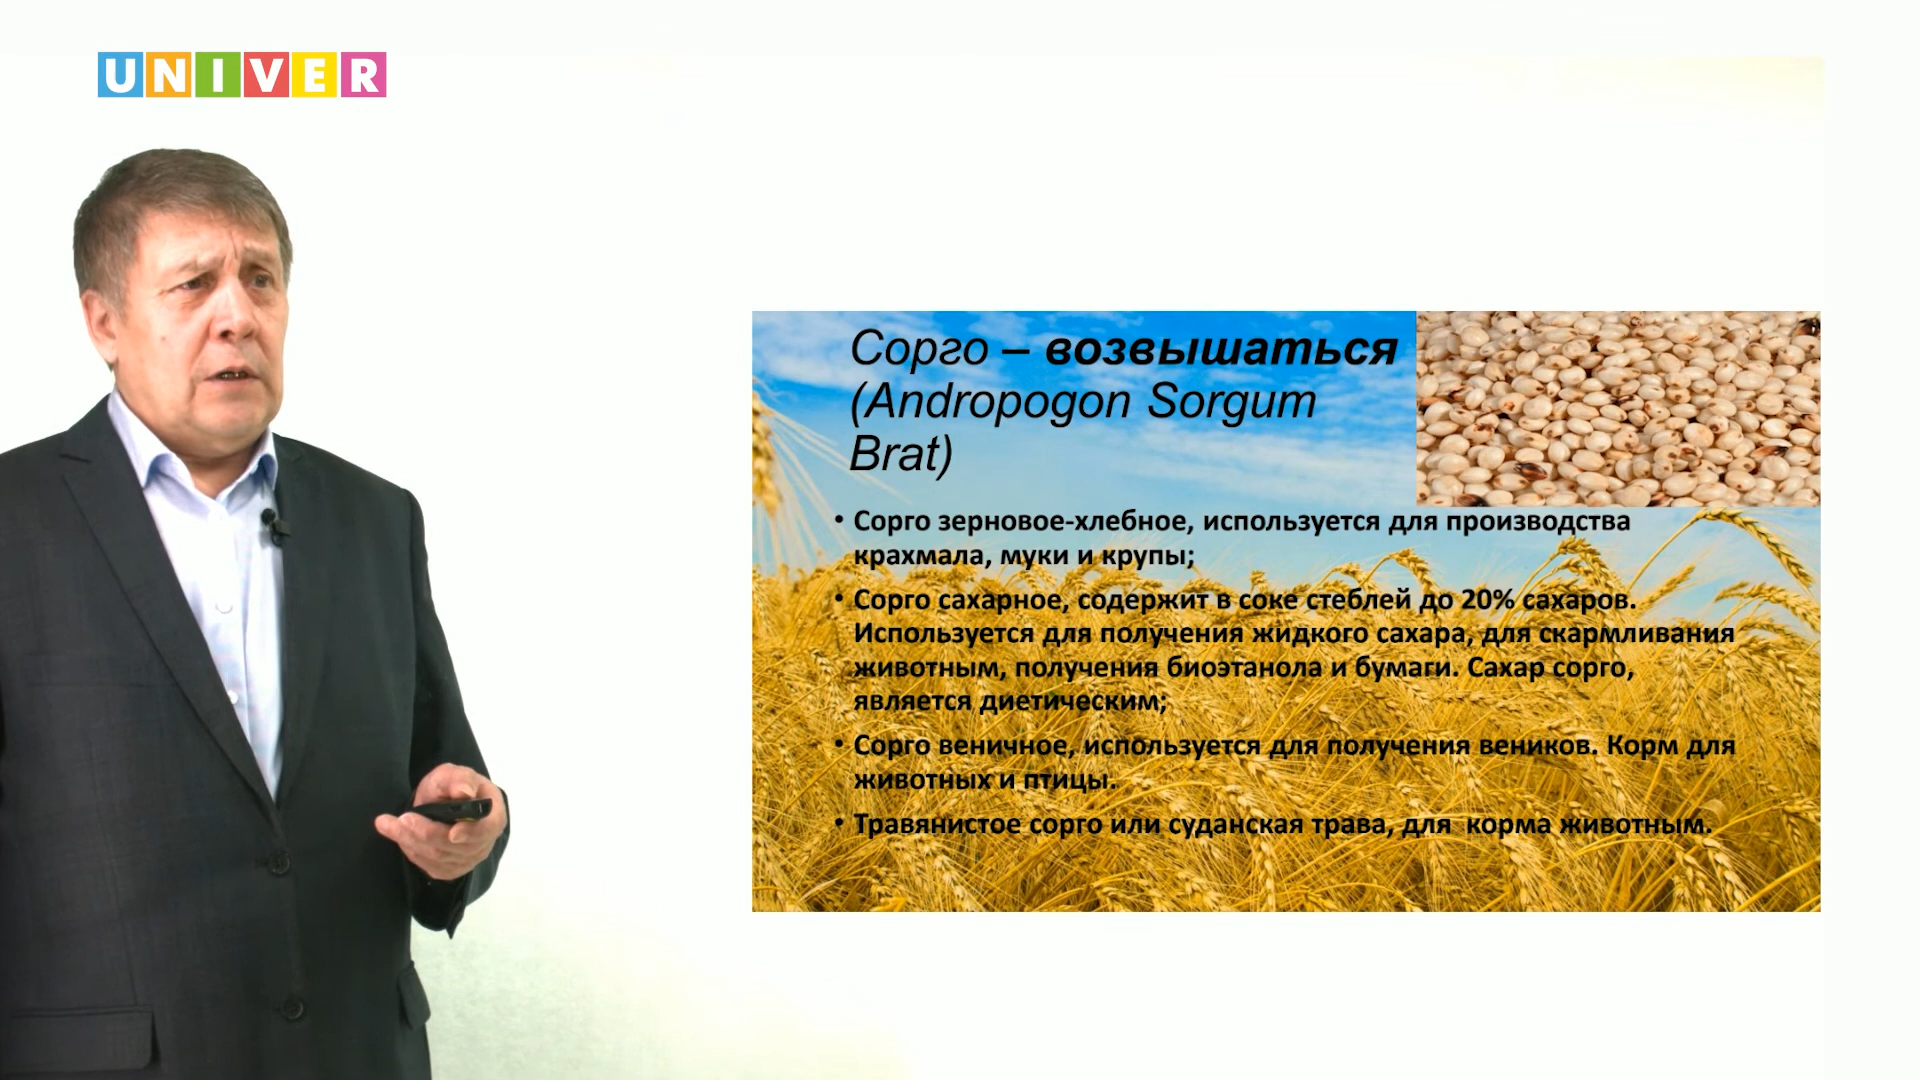 UNIVER
Сорго – возвышаться
(Andropogon Sorgum
Brat)
• Сорго зерновое-хлебное, используется для производства
крахмала, муки и крупы;
• Сорго сахарное, содержит в соке стеблей до 20% сахаров.
Используется для получения жидкого сахара, для скармливания
животным, получения биоэтанола и бумаги. Сахар сорго,
является диетическим;
• Сорго веничное, используется для получения веников. Корм для
животных и птицы.
• Травянистое сорго или суданская трава, для корма животным.